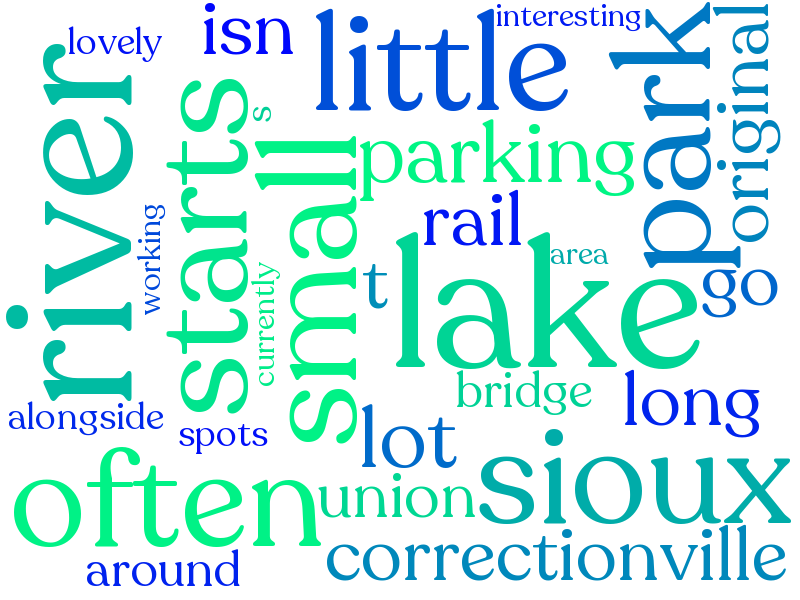 lovely
isn
little
interesting
park
original
river
starts
s
small
parking
rail
working
currently
t
lake
area
go
alongside
spots
bridge
long
lot
often
union
sioux
around
correctionville